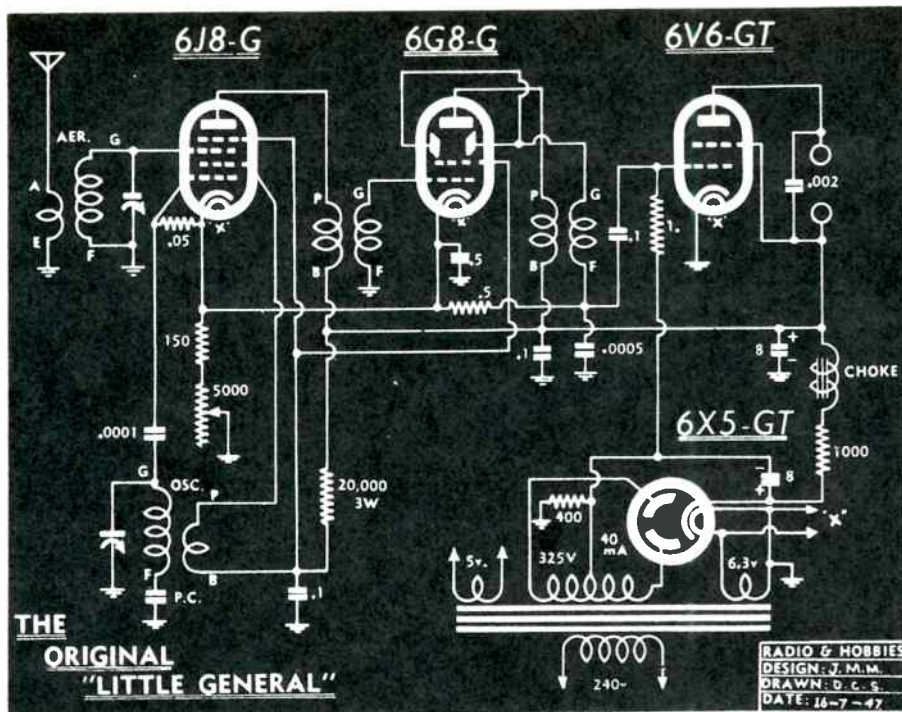 6J8-G
6G8-G
6V6-GT
AER.
G
A
E
F
"X"
.05
P
B
G
F
"X"
.5
P
B
G
F
.1
1.
"X"
.002
.5
150
5000
.1
.0005
8
+
-
CHOKE
.0001
6X5-GT
1000
G
OSC.
P
20,000
3W
400
-
8
+
"X"
40
mA
5v.
325V
6.3v
F
B
P.C.
.1
240~
THE
ORIGINAL
"LITTLE GENERAL"
RADIO & HOBBIES
DESIGN: J.M.M.
DRAWN: D.C.S.
DATE: 16-7-47